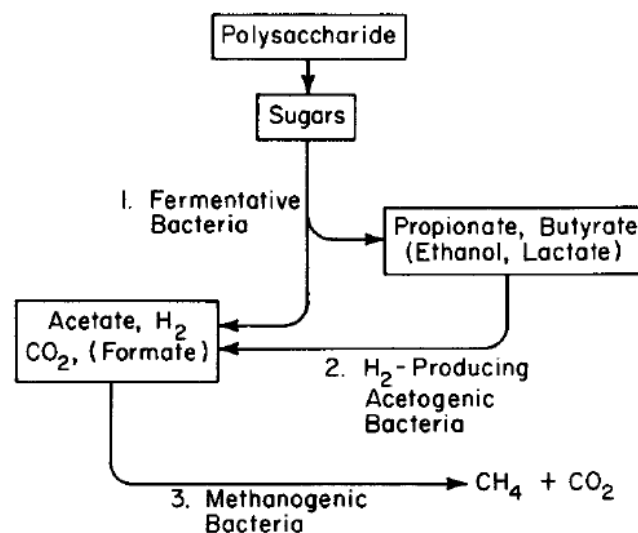 Polysaccharide
Sugars
1. Fermentative
Bacteria
Propionate, Butyrate
(Ethanol, Lactate)
Acetate, H₂
CO₂, (Formate)
2. H₂-Producing
Acetogenic
Bacteria
CH₄ + CO₂
3. Methanogenic
Bacteria